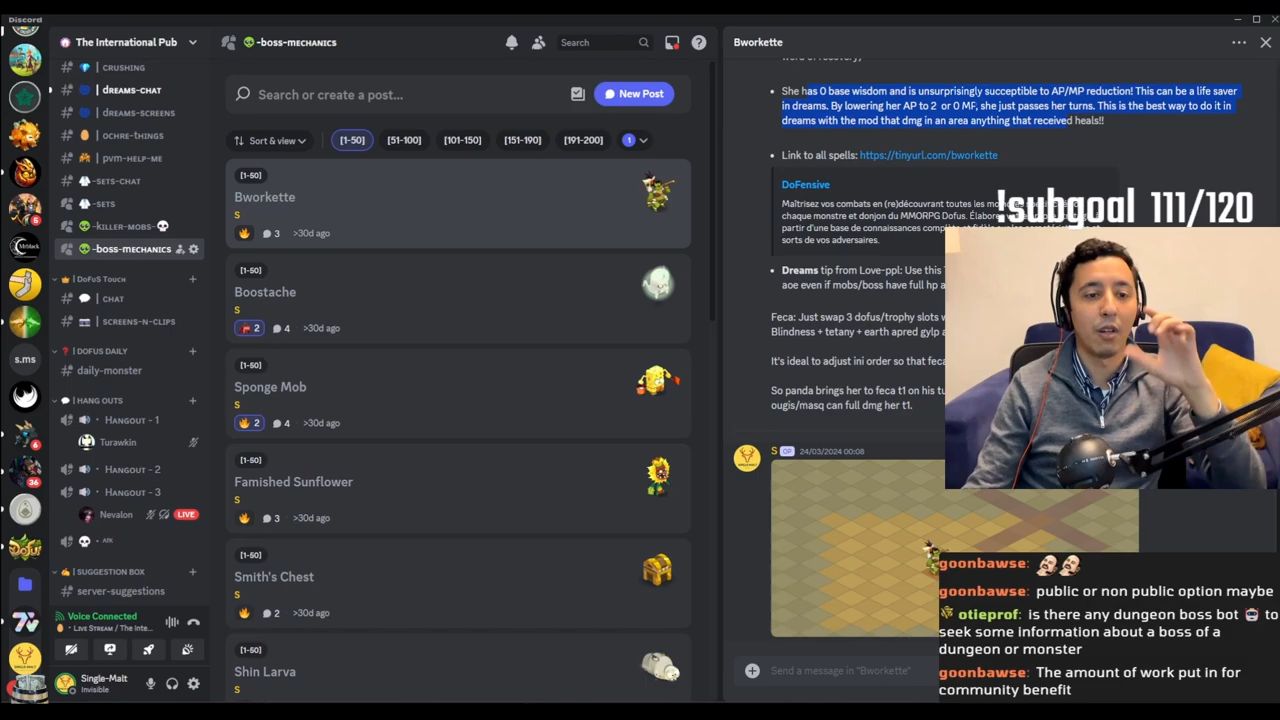 Discord
The International Pub
CRUSHING
DREAMS-CHAT
DREAMS-SCREENS
OCHRE-THINGS
PVM-HELP-ME
-SETS-CHAT
-SETS
-KILLER-MOBS-
-BOSS-MECHANICS
DOFUS TOUCH
CHAT
SCREENS-N-CLIPS
DOFUS DAILY
daily-monster
HANG OUTS
HANGOUT - 1
Turawkin
HANGOUT - 2
HANGOUT - 3
Nevalon
LIVE
AFK
SUGGESTION BOX
server-suggestions
Voice Connected
LIVE STREAM / The Inte...
Single-Malt
Invisible
s.ms
5
6
36
-BOSS-MECHANICS
Search
Search or create a post...
New Post
Sort & view
[1-50]
[51-100]
[101-150]
[151-190]
[191-200]
1
[1-50]
Bworkette
S
3
>30d ago
[1-50]
Boostache
S
2
4
>30d ago
[1-50]
Sponge Mob
S
2
4
>30d ago
[1-50]
Famished Sunflower
S
3
>30d ago
[1-50]
Smith's Chest
S
2
>30d ago
[1-50]
Shin Larva
S
Bworkette
She has 0 base wisdom and is unsurprisingly succeptible to AP/MP reduction! This can be a life saver
in dreams. By lowering her AP to 2 or 0 MP, she just passes her turns. This is the best way to do it in
dreams with the mod that dmg in an area anything that received heals!!
Link to all spells: https://tinyurl.com/bworkette
DoFensive
Maîtrisez vos combats en (re)découvrant toutes les
chaque monstre et donjon du MMORPG Dofus. Élabore
partir d'une base de connaissances
sorts de vos adversaires.
Dreams tip from Love-ppl: Use this
aoe even if mobs/boss have full hp a
Feca: Just swap 3 dofus/trophy slots w
Blindness + tetany + earth apred gylp a
It's ideal to adjust ini order so that feca
So panda brings her to feca t1 on his tu
ougis/masq can full dmg her t1.
S OP 24/03/2024 00:08
Send a message in "Bworkette"
!subgoal 111/120
goonbawse:
goonbawse: public or non public option maybe
otieprof: is there any dungeon boss bot to
seek some information about a boss of a
dungeon or monster
goonbawse: The amount of work put in for
community benefit